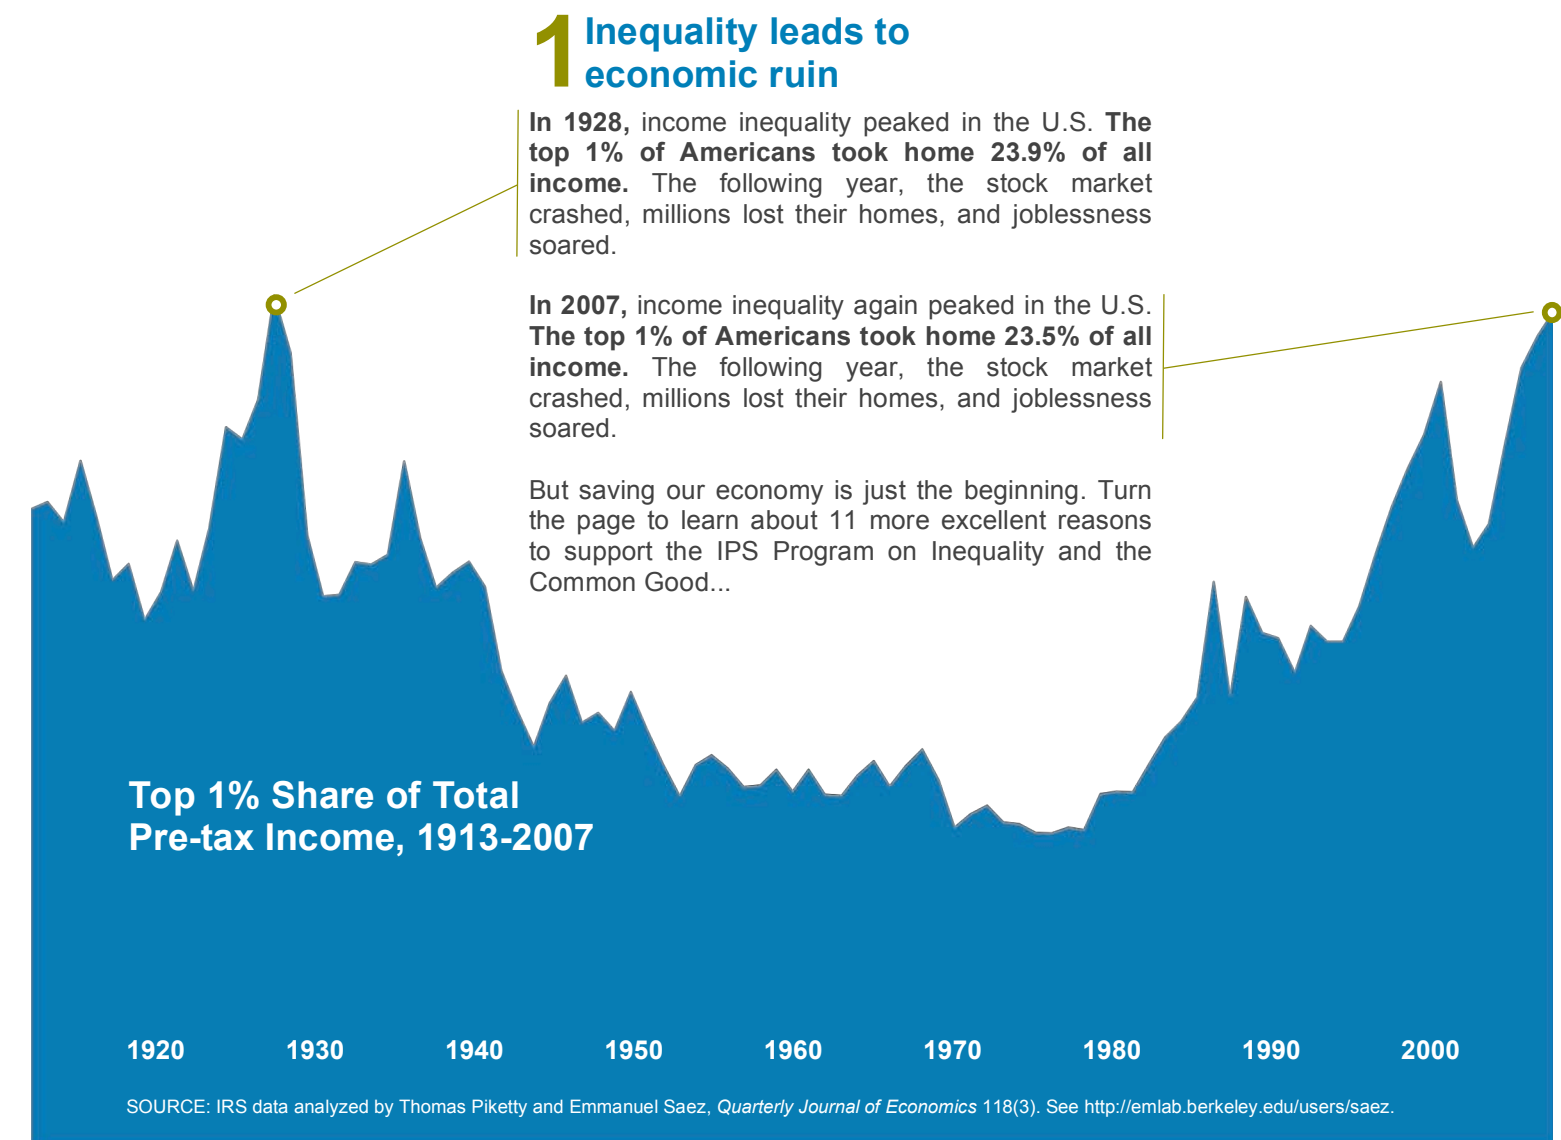 1 Inequality leads to
economic ruin
In 1928, income inequality peaked in the U.S. The
top 1% of Americans took home 23.9% of all
income. The following year, the stock market
crashed, millions lost their homes, and joblessness
soared.
In 2007, income inequality again peaked in the U.S.
The top 1% of Americans took home 23.5% of all
income. The following year, the stock market
crashed, millions lost their homes, and joblessness
soared.
But saving our economy is just the beginning. Turn
the page to learn about 11 more excellent reasons
to support the IPS Program on Inequality and the
Common Good...
Top 1% Share of Total
Pre-tax Income, 1913-2007
1920 1930 1940 1950 1960 1970 1980 1990 2000
SOURCE: IRS data analyzed by Thomas Piketty and Emmanuel Saez, Quarterly Journal of Economics 118(3). See http://emlab.berkeley.edu/users/saez.